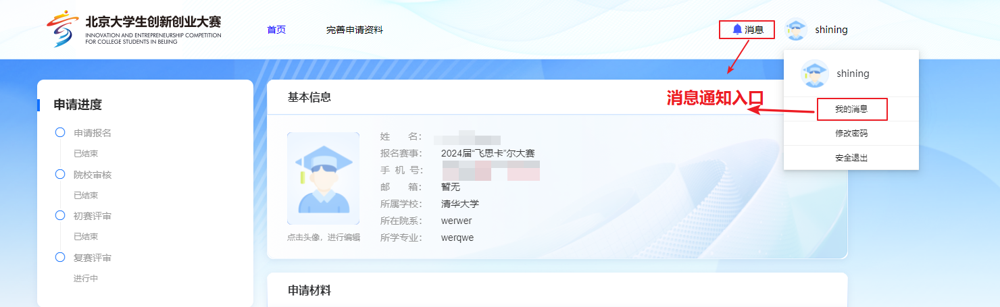 北京大学生创新创业大赛
INNOVATION AND ENTREPRENEURSHIP COMPETITION
FOR COLLEGE STUDENTS IN BEIJING
首页
完善申请资料
消息
shining
shining
我的消息
修改密码
安全退出
消息通知入口
申请进度
申请报名
已结束
院校审核
已结束
初赛评审
已结束
复赛评审
进行中
基本信息
点击头像，进行编辑
姓 名：
报名赛事： 2024届“飞思卡”尔大赛
手 机 号：
邮 箱： 暂无
所属学校： 清华大学
所在院系： werwer
所学专业： werqwe
申请材料